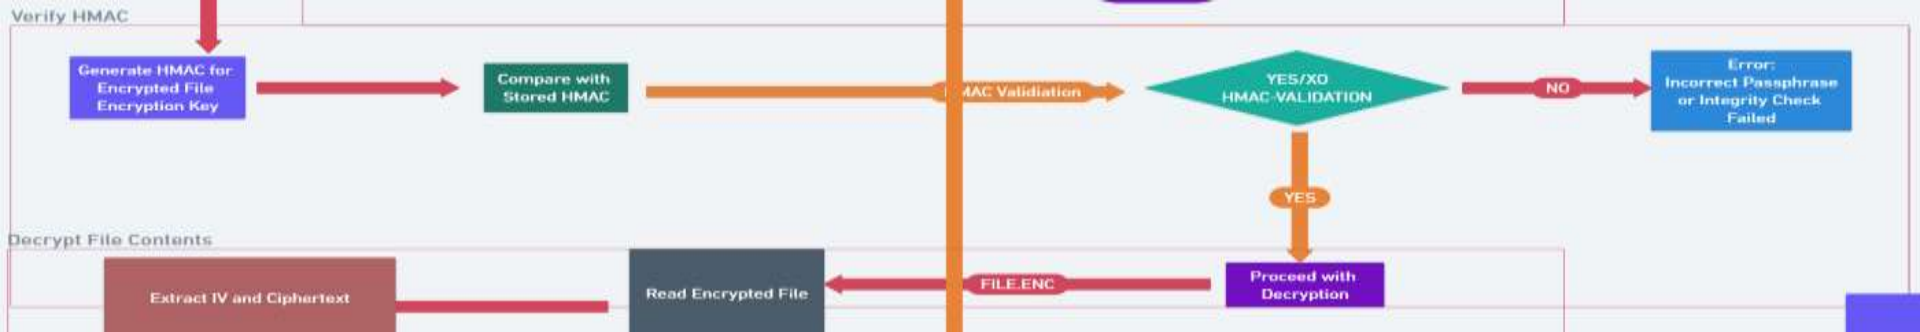 Verify HMAC
Generate HMAC for
Encrypted File
Encryption Key
Compare with
Stored HMAC
HMAC Validiation
YES/XO
HMAC-VALIDATION
NO
Error:
Incorrect Passphrase
or Integrity Check
Failed
YES
Decrypt File Contents
Extract IV and Ciphertext
Read Encrypted File
FILE.ENC
Proceed with
Decryption